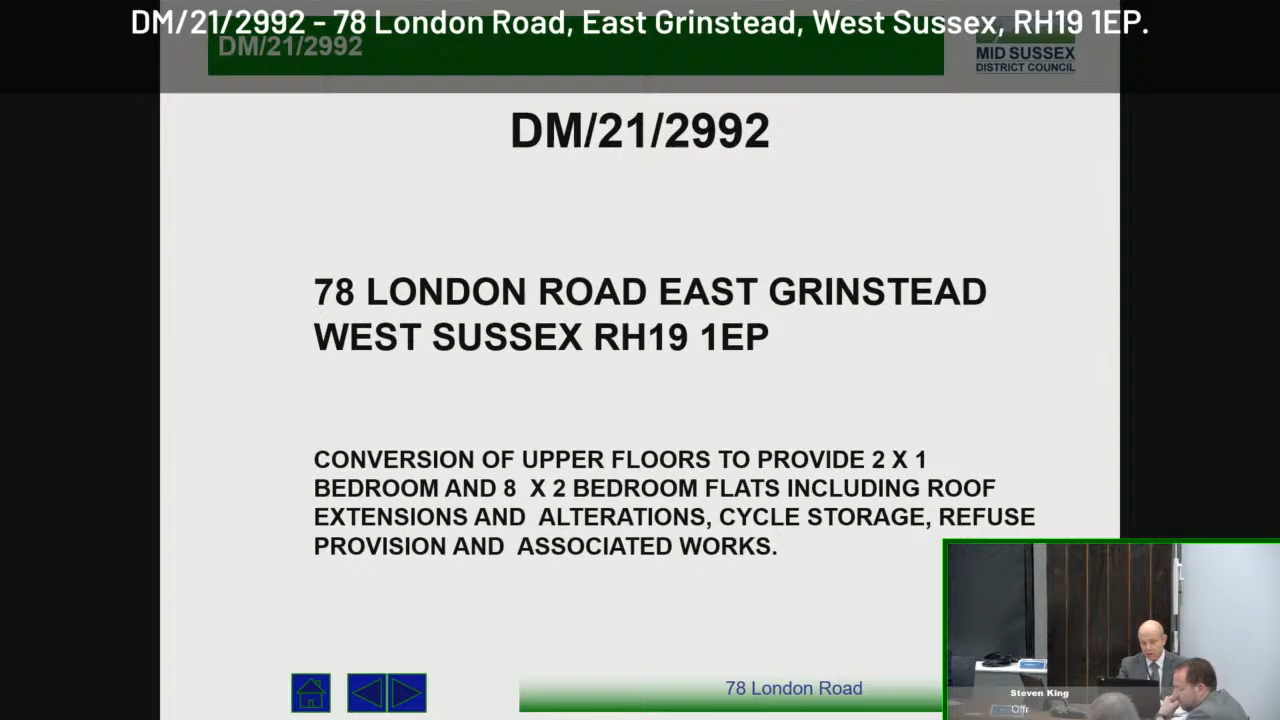 DM/21/2992 - 78 London Road, East Grinstead, West Sussex, RH19 1EP.
DM/21/2992
MID SUSSEX
DISTRICT COUNCIL
DM/21/2992
78 LONDON ROAD EAST GRINSTEAD
WEST SUSSEX RH19 1EP
CONVERSION OF UPPER FLOORS TO PROVIDE 2 X 1
BEDROOM AND 8 X 2 BEDROOM FLATS INCLUDING ROOF
EXTENSIONS AND ALTERATIONS, CYCLE STORAGE, REFUSE
PROVISION AND ASSOCIATED WORKS.
78 London Road
Steven King